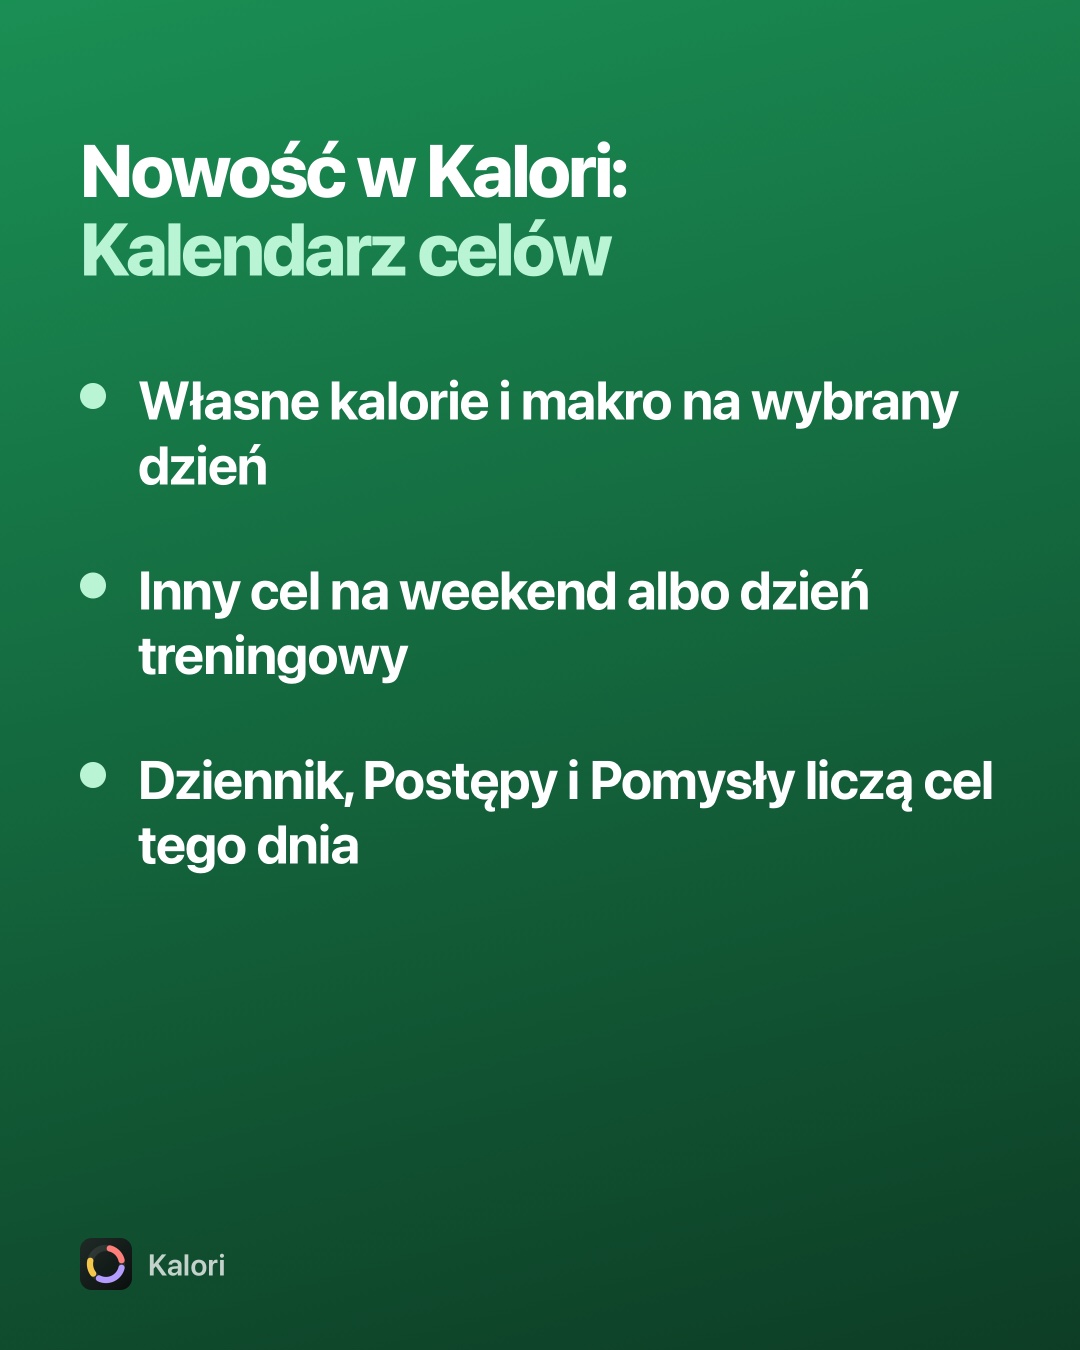 Nowość w Kalori:
Kalendarz celów
Własne kalorie i makro na wybrany
dzień
Inny cel na weekend albo dzień
treningowy
Dziennik, Postępy i Pomysły liczą cel
tego dnia
Kalori